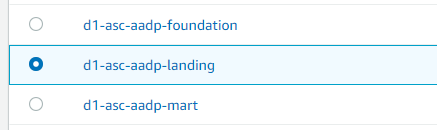 d1-asc-aadp-foundation
d1-asc-aadp-landing
d1-asc-aadp-mart